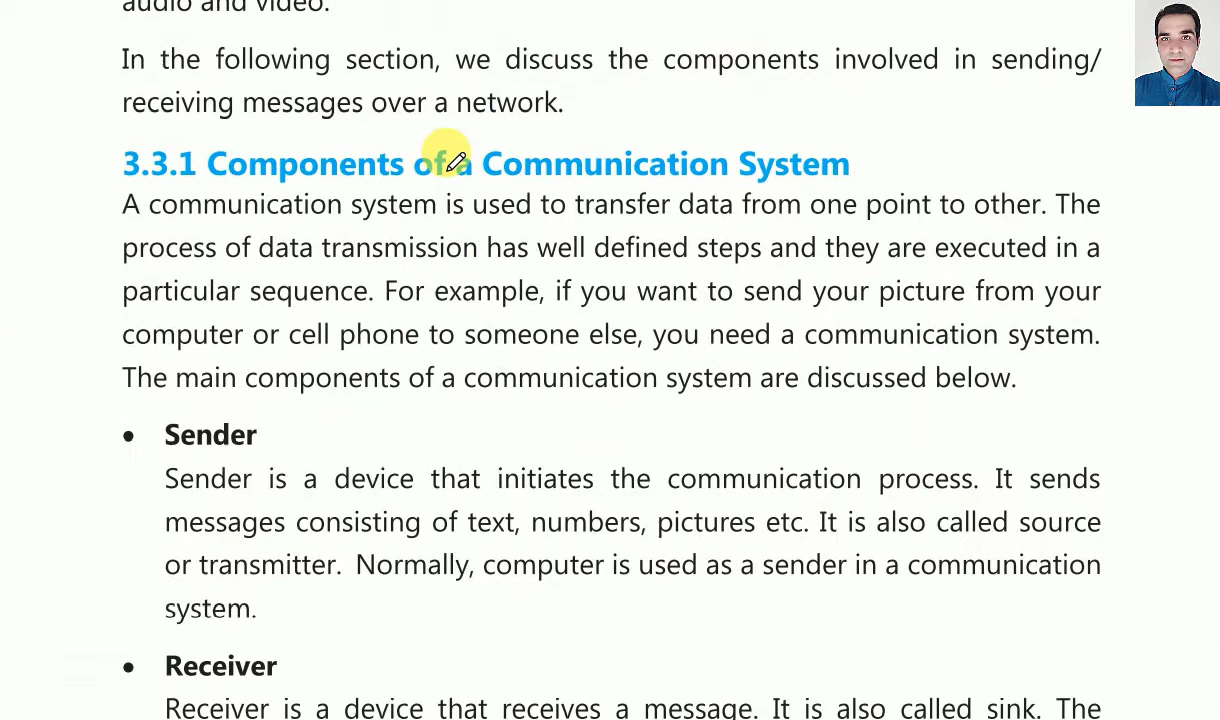 audio and video.
In the following section, we discuss the components involved in sending/
receiving messages over a network.
3.3.1 Components of a Communication System
A communication system is used to transfer data from one point to other. The
process of data transmission has well defined steps and they are executed in a
particular sequence. For example, if you want to send your picture from your
computer or cell phone to someone else, you need a communication system.
The main components of a communication system are discussed below.
• Sender
Sender is a device that initiates the communication process. It sends
messages consisting of text, numbers, pictures etc. It is also called source
or transmitter. Normally, computer is used as a sender in a communication
system.
• Receiver
Receiver is a device that receives a message. It is also called sink. The